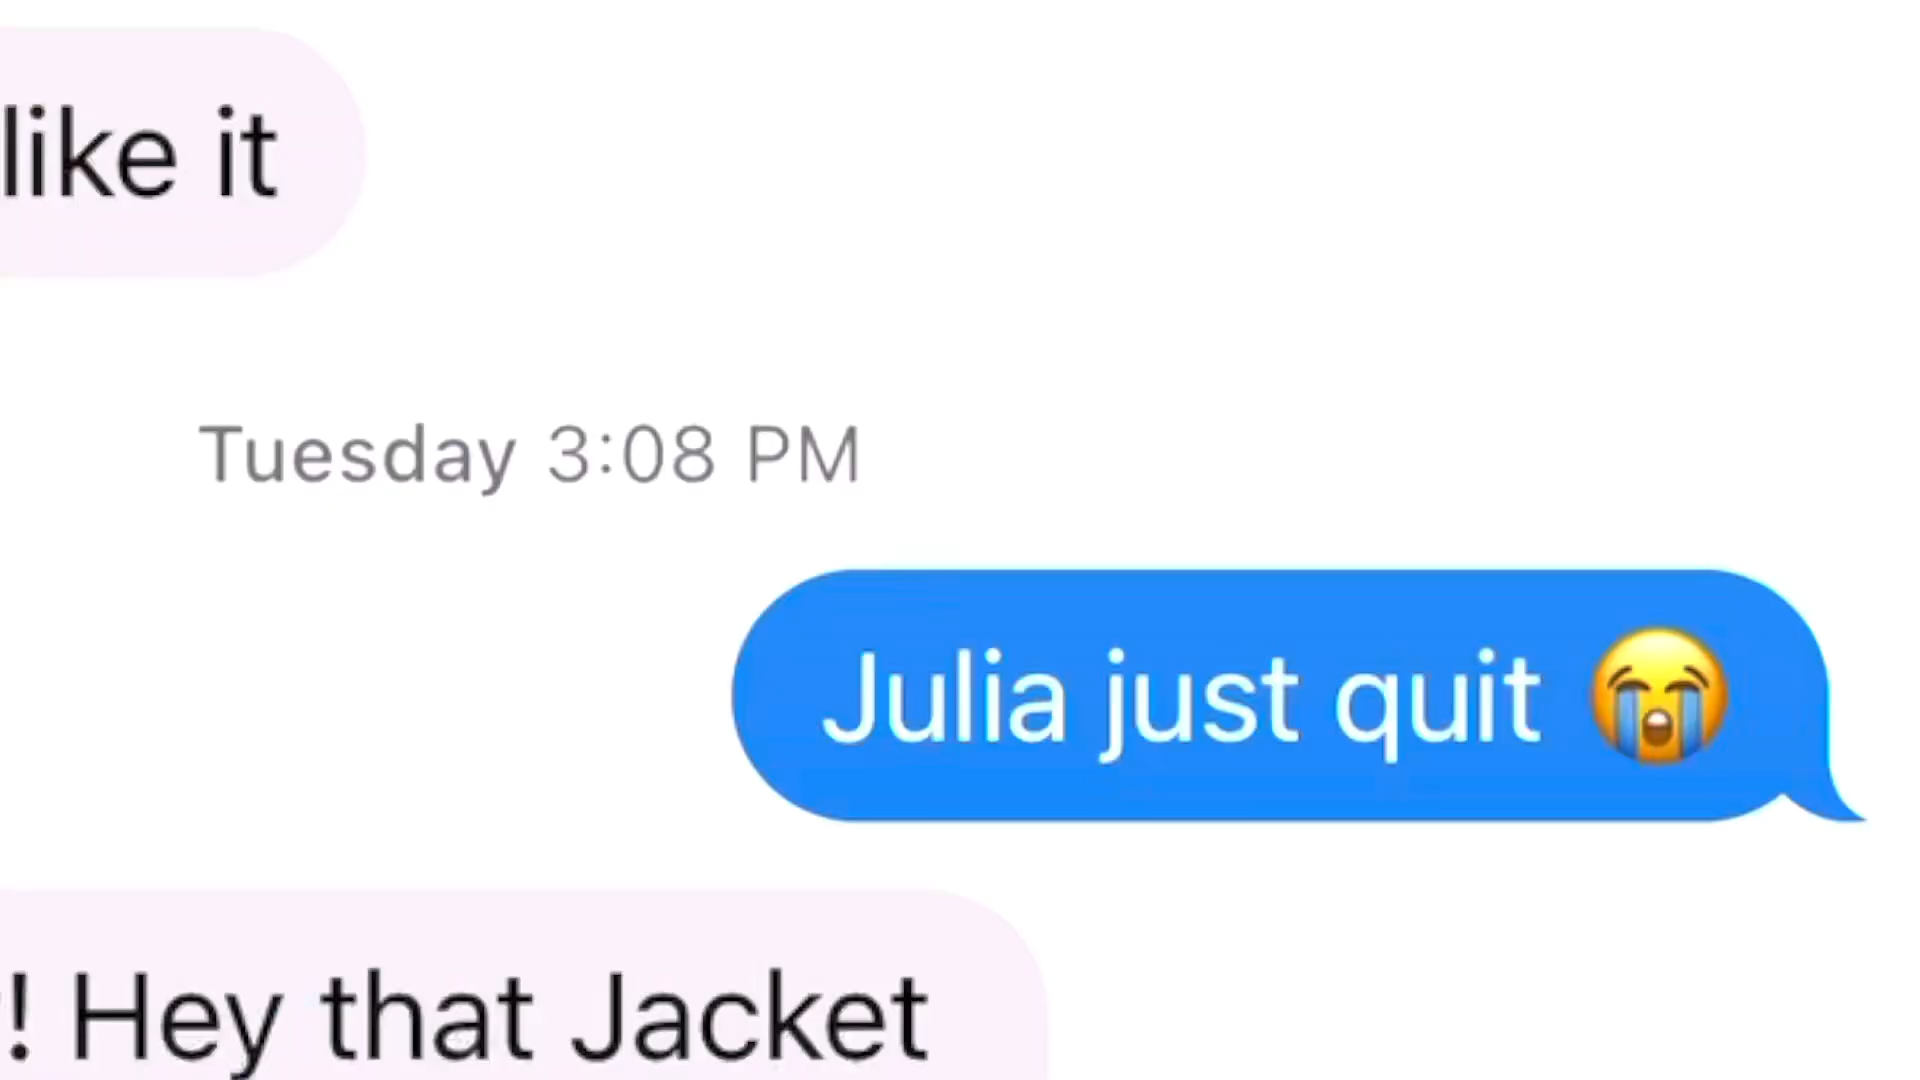 like it
Tuesday 3:08 PM
Julia just quit 😭
! Hey that Jacket